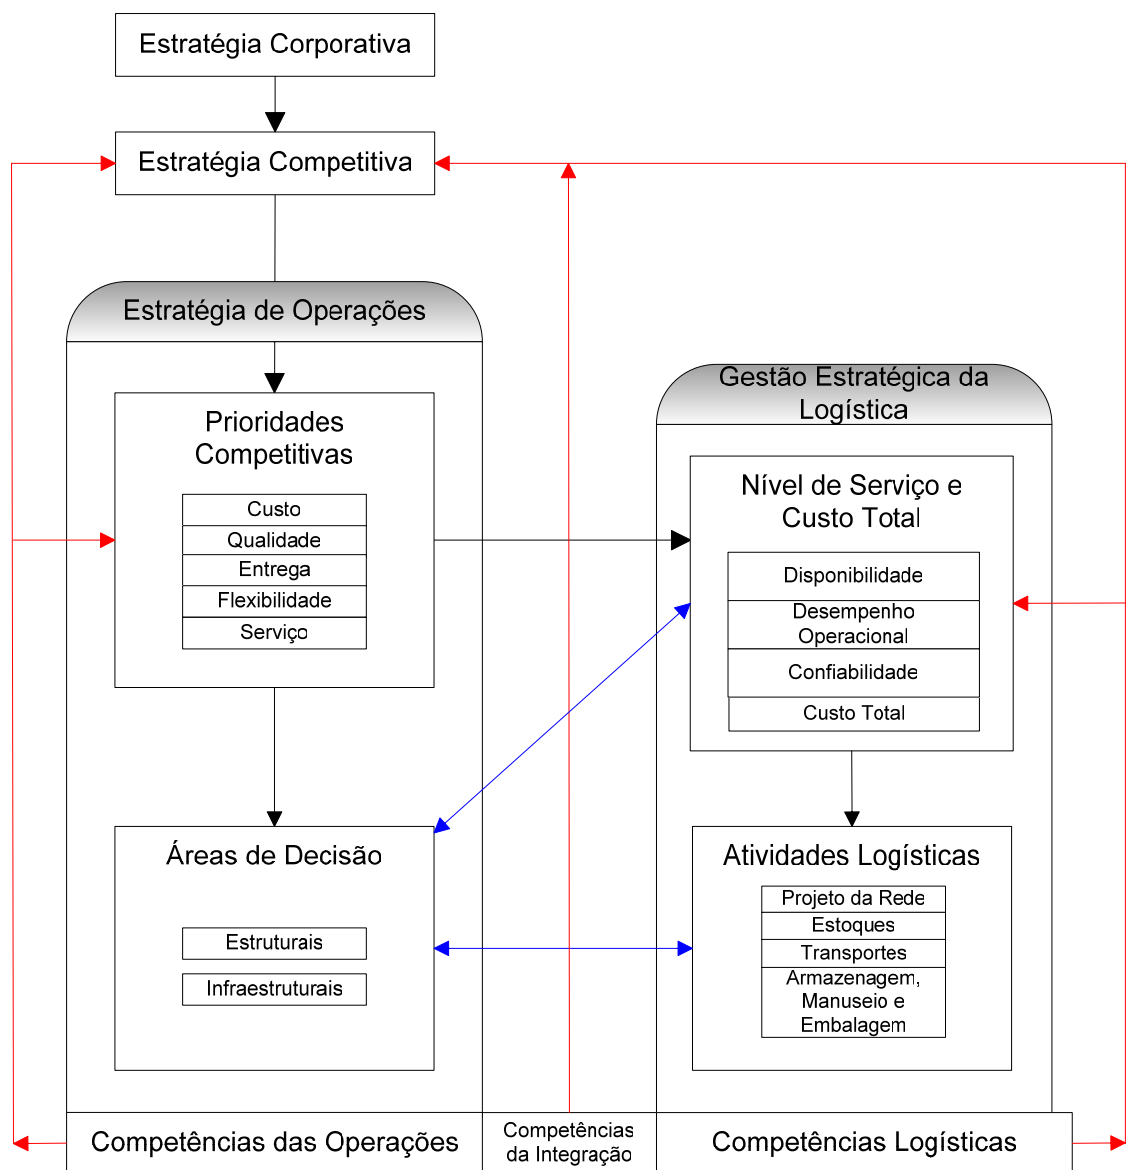 Estratégia Corporativa
Estratégia Competitiva
Estratégia de Operações
Prioridades
Competitivas
Custo
Qualidade
Entrega
Flexibilidade
Serviço
Áreas de Decisão
Estruturais
Infraestruturais
Gestão Estratégica da
Logística
Nível de Serviço e
Custo Total
Disponibilidade
Desempenho
Operacional
Confiabilidade
Custo Total
Atividades Logísticas
Projeto da Rede
Estoques
Transportes
Armazenagem,
Manuseio e
Embalagem
Competências das Operações
Competências
da Integração
Competências Logísticas